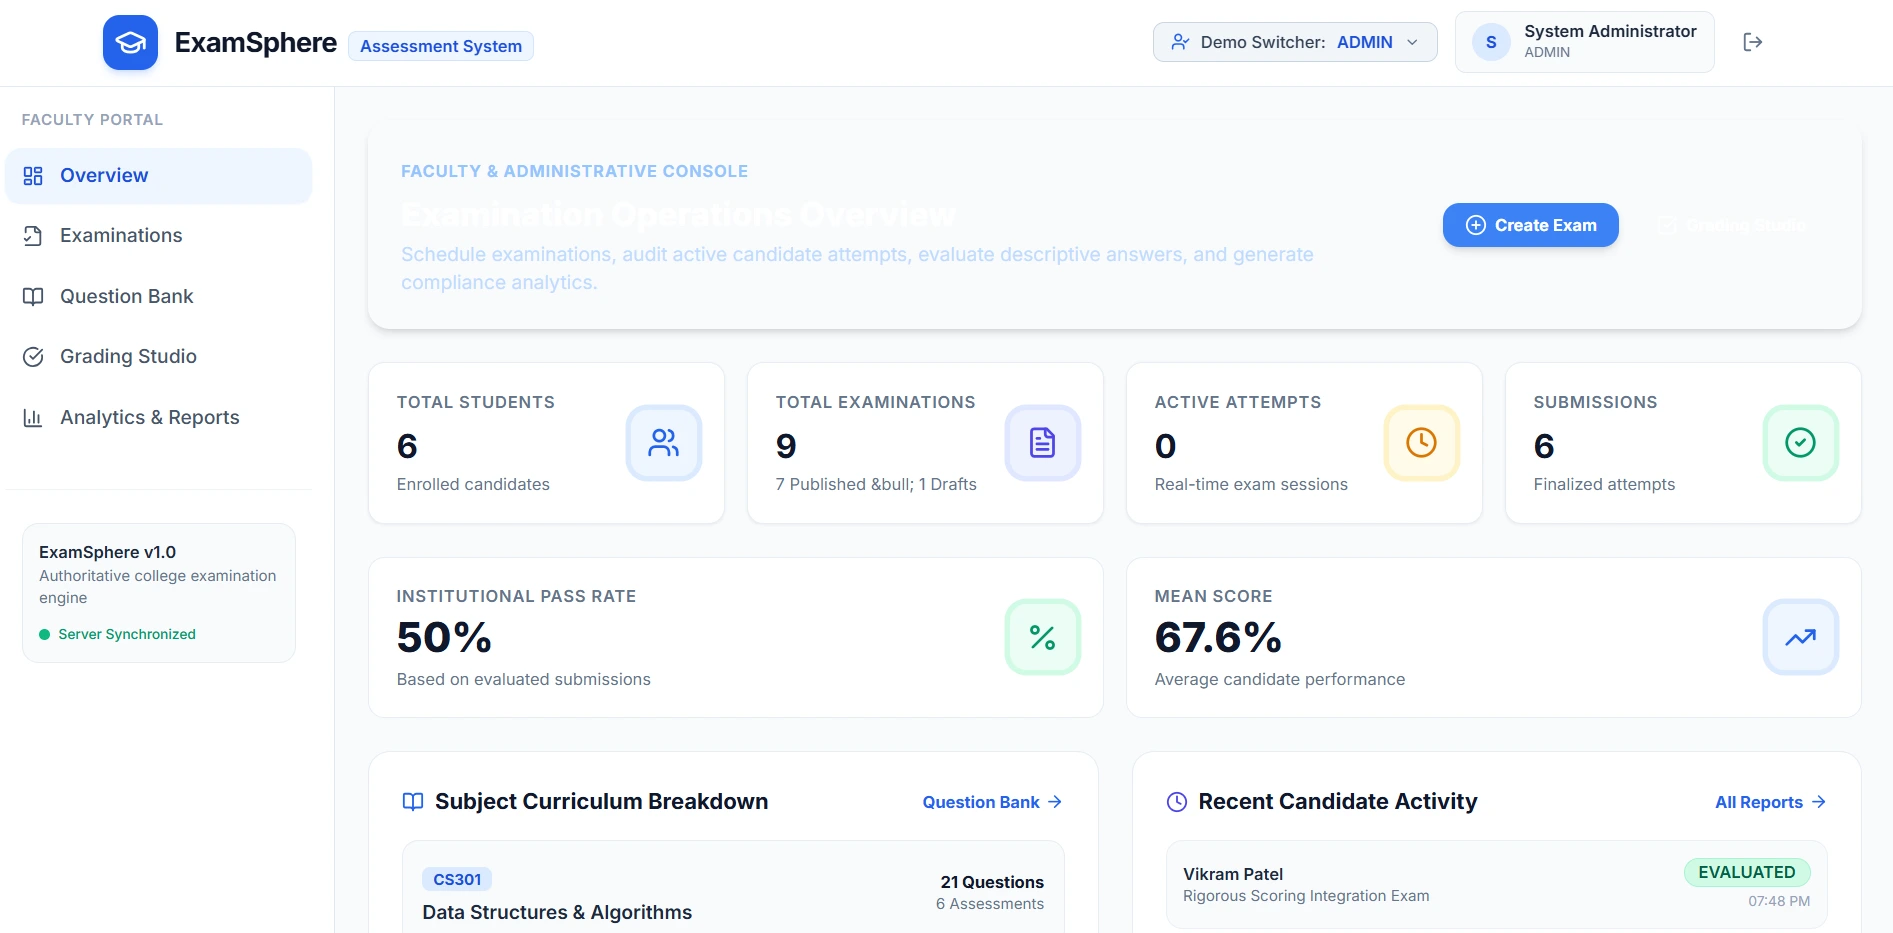 ExamSphere
Assessment System
Demo Switcher: ADMIN
S
System Administrator
ADMIN
FACULTY PORTAL
Overview
Examinations
Question Bank
Grading Studio
Analytics & Reports
ExamSphere v1.0
Authoritative college examination
engine
Server Synchronized
FACULTY & ADMINISTRATIVE CONSOLE
Examination Operations Overview
Schedule examinations, audit active candidate attempts, evaluate descriptive answers, and generate
compliance analytics.
Create Exam
Grading Studio
TOTAL STUDENTS
6
Enrolled candidates
TOTAL EXAMINATIONS
9
7 Published &bull; 1 Drafts
ACTIVE ATTEMPTS
0
Real-time exam sessions
SUBMISSIONS
6
Finalized attempts
INSTITUTIONAL PASS RATE
50%
Based on evaluated submissions
MEAN SCORE
67.6%
Average candidate performance
Subject Curriculum Breakdown
Question Bank
CS301
Data Structures & Algorithms
21 Questions
6 Assessments
Recent Candidate Activity
All Reports
Vikram Patel
Rigorous Scoring Integration Exam
EVALUATED
07:48 PM